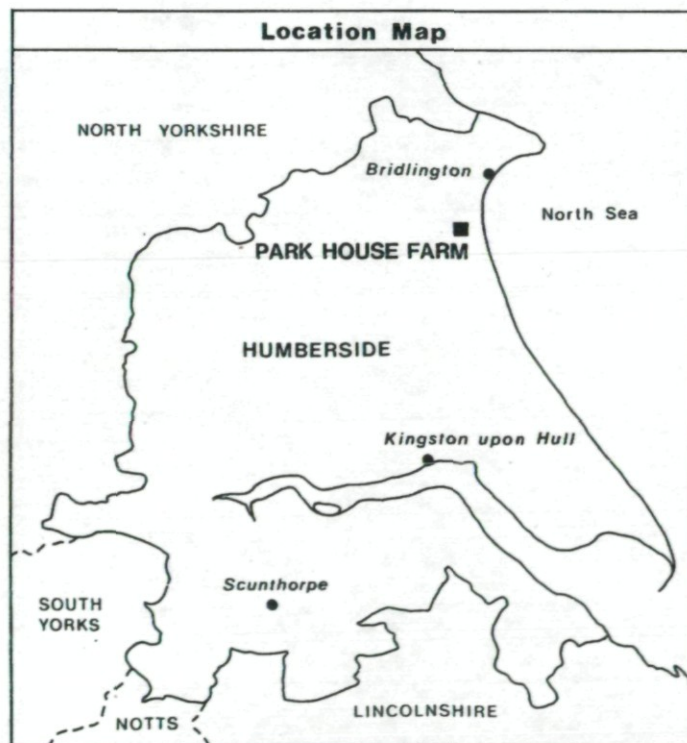 Location Map
NORTH YORKSHIRE
Bridlington
North Sea
PARK HOUSE FARM
HUMBERSIDE
Kingston upon Hull
Scunthorpe
SOUTH
YORKS
NOTTS
LINCOLNSHIRE